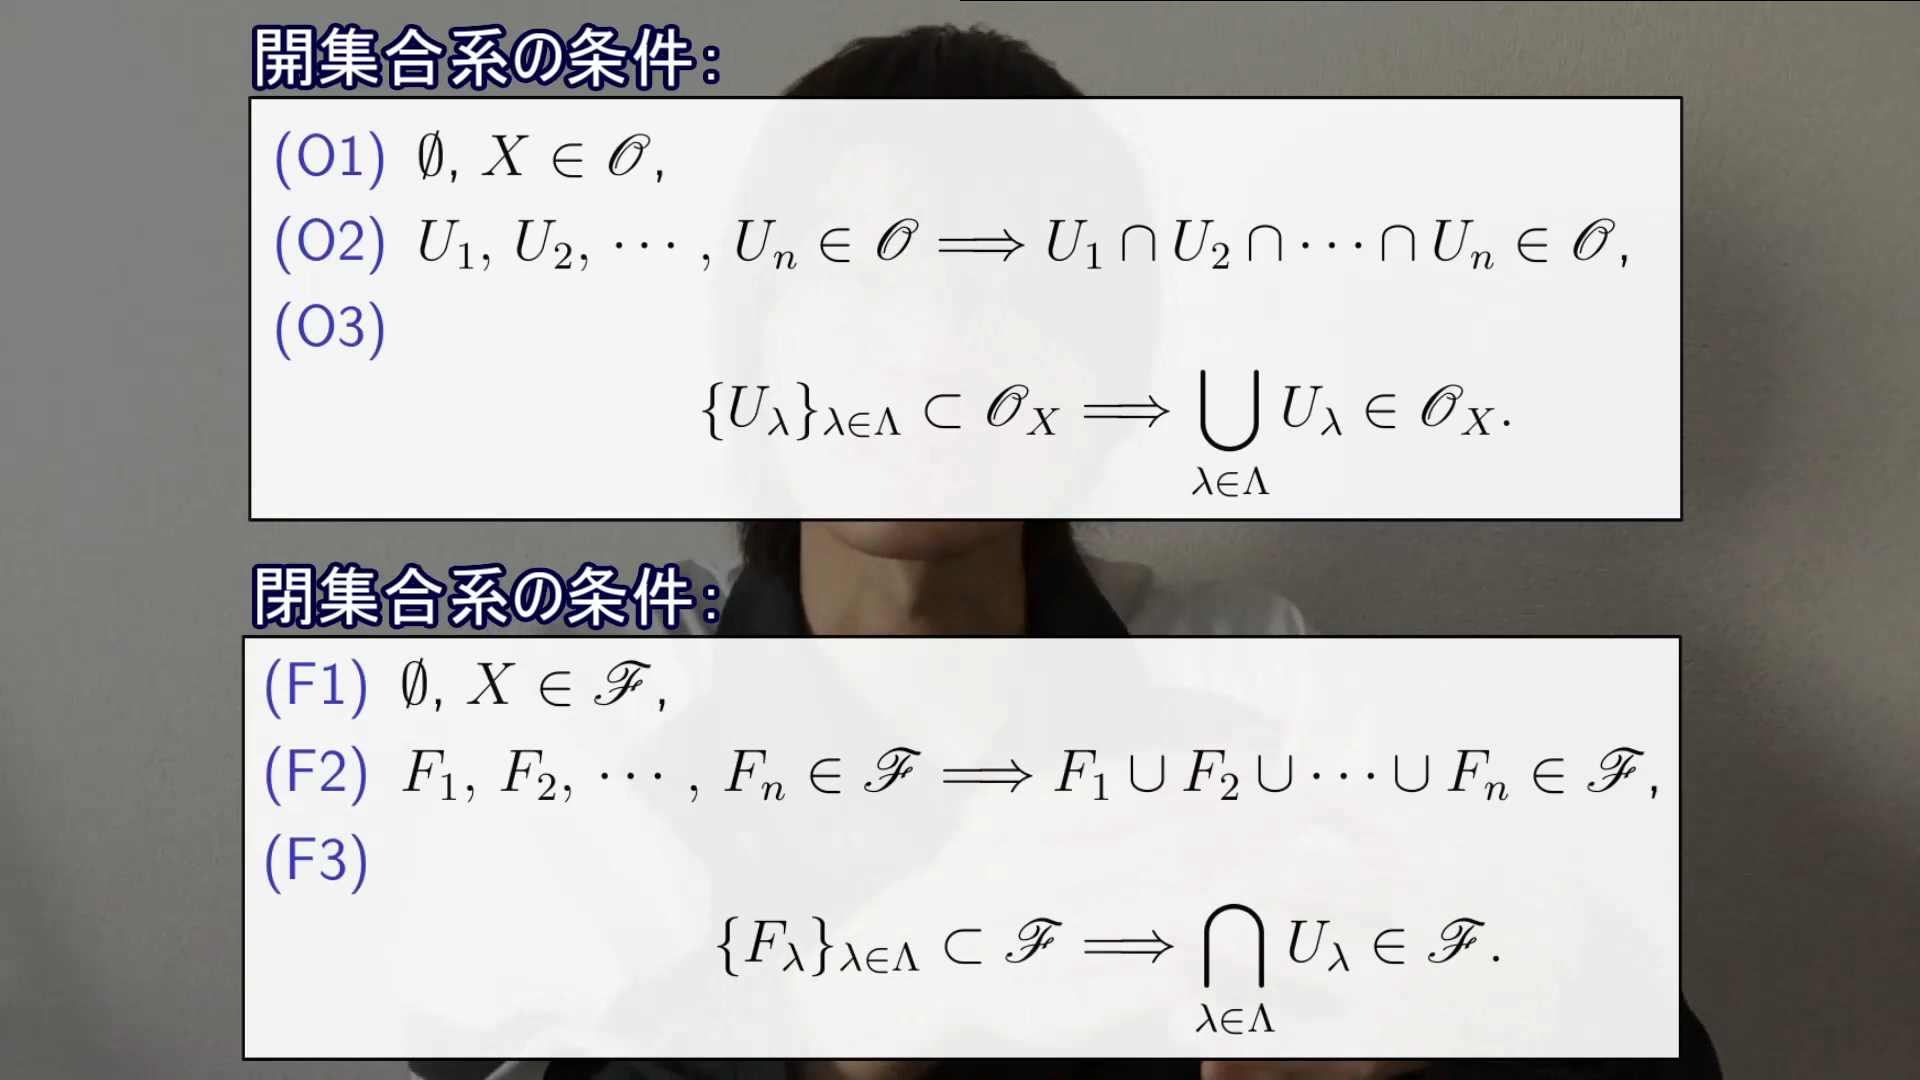 開集合系の条件:
(O1) ∅, X ∈ 𝒪,
(O2) U₁, U₂, ⋯ , Uₙ ∈ 𝒪 ⟹ U₁ ∩ U₂ ∩ ⋯ ∩ Uₙ ∈ 𝒪,
(O3)
{U_λ}_{λ∈Λ} ⊂ 𝒪_X ⟹ ⋃_{λ∈Λ} U_λ ∈ 𝒪_X.
閉集合系の条件:
(F1) ∅, X ∈ ℱ,
(F2) F₁, F₂, ⋯ , Fₙ ∈ ℱ ⟹ F₁ ∪ F₂ ∪ ⋯ ∪ Fₙ ∈ ℱ,
(F3)
{F_λ}_{λ∈Λ} ⊂ ℱ ⟹ ⋂_{λ∈Λ} U_λ ∈ ℱ.